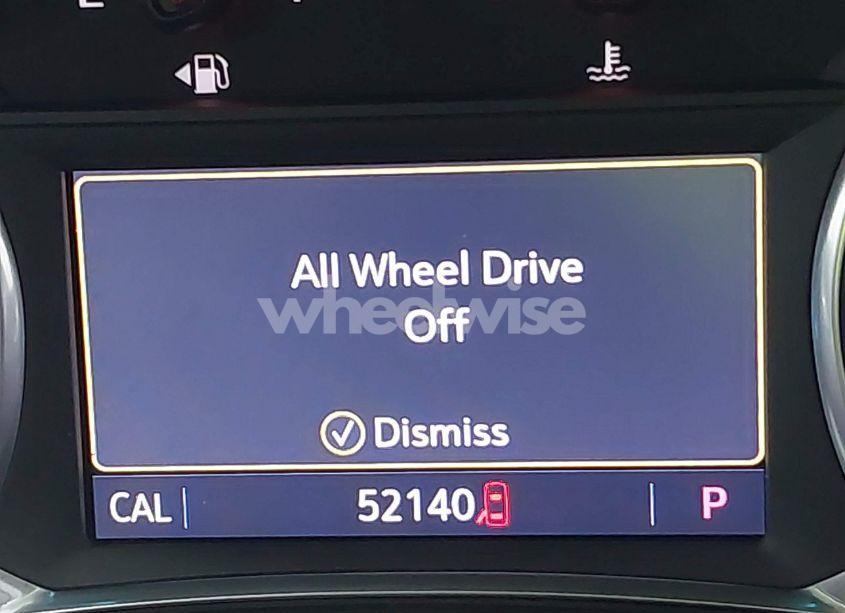 All Wheel Drive
wheelwise
Off
Dismiss
CAL
52140
P